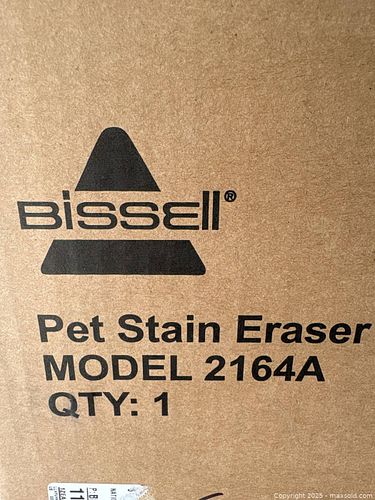 BISSELL®
Pet Stain Eraser
MODEL 2164A
QTY: 1
Copyright 2025 - maxsold.com